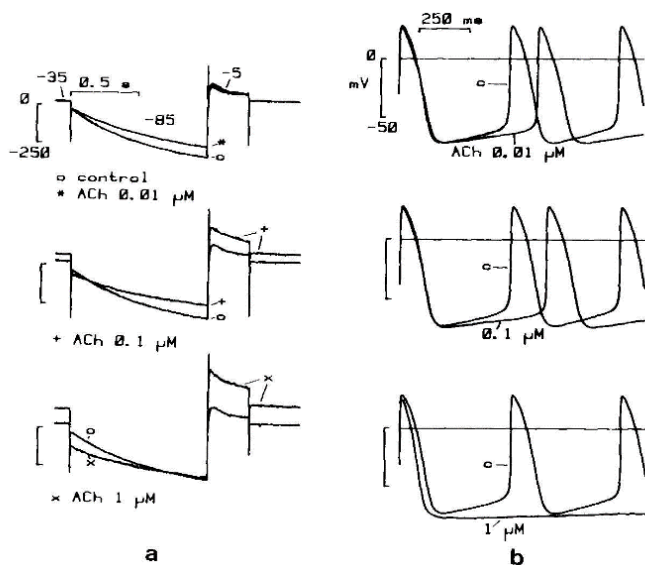 -35
0.5 s
-5
0
-85
-250
*
o
o control
* ACh 0.01 µM
+
+
o
+ ACh 0.1 µM
x
o
x
x ACh 1 µM
a
250 ms
0
mV
o
-50
ACh 0.01 µM
o
0.1
o
1 µM
b